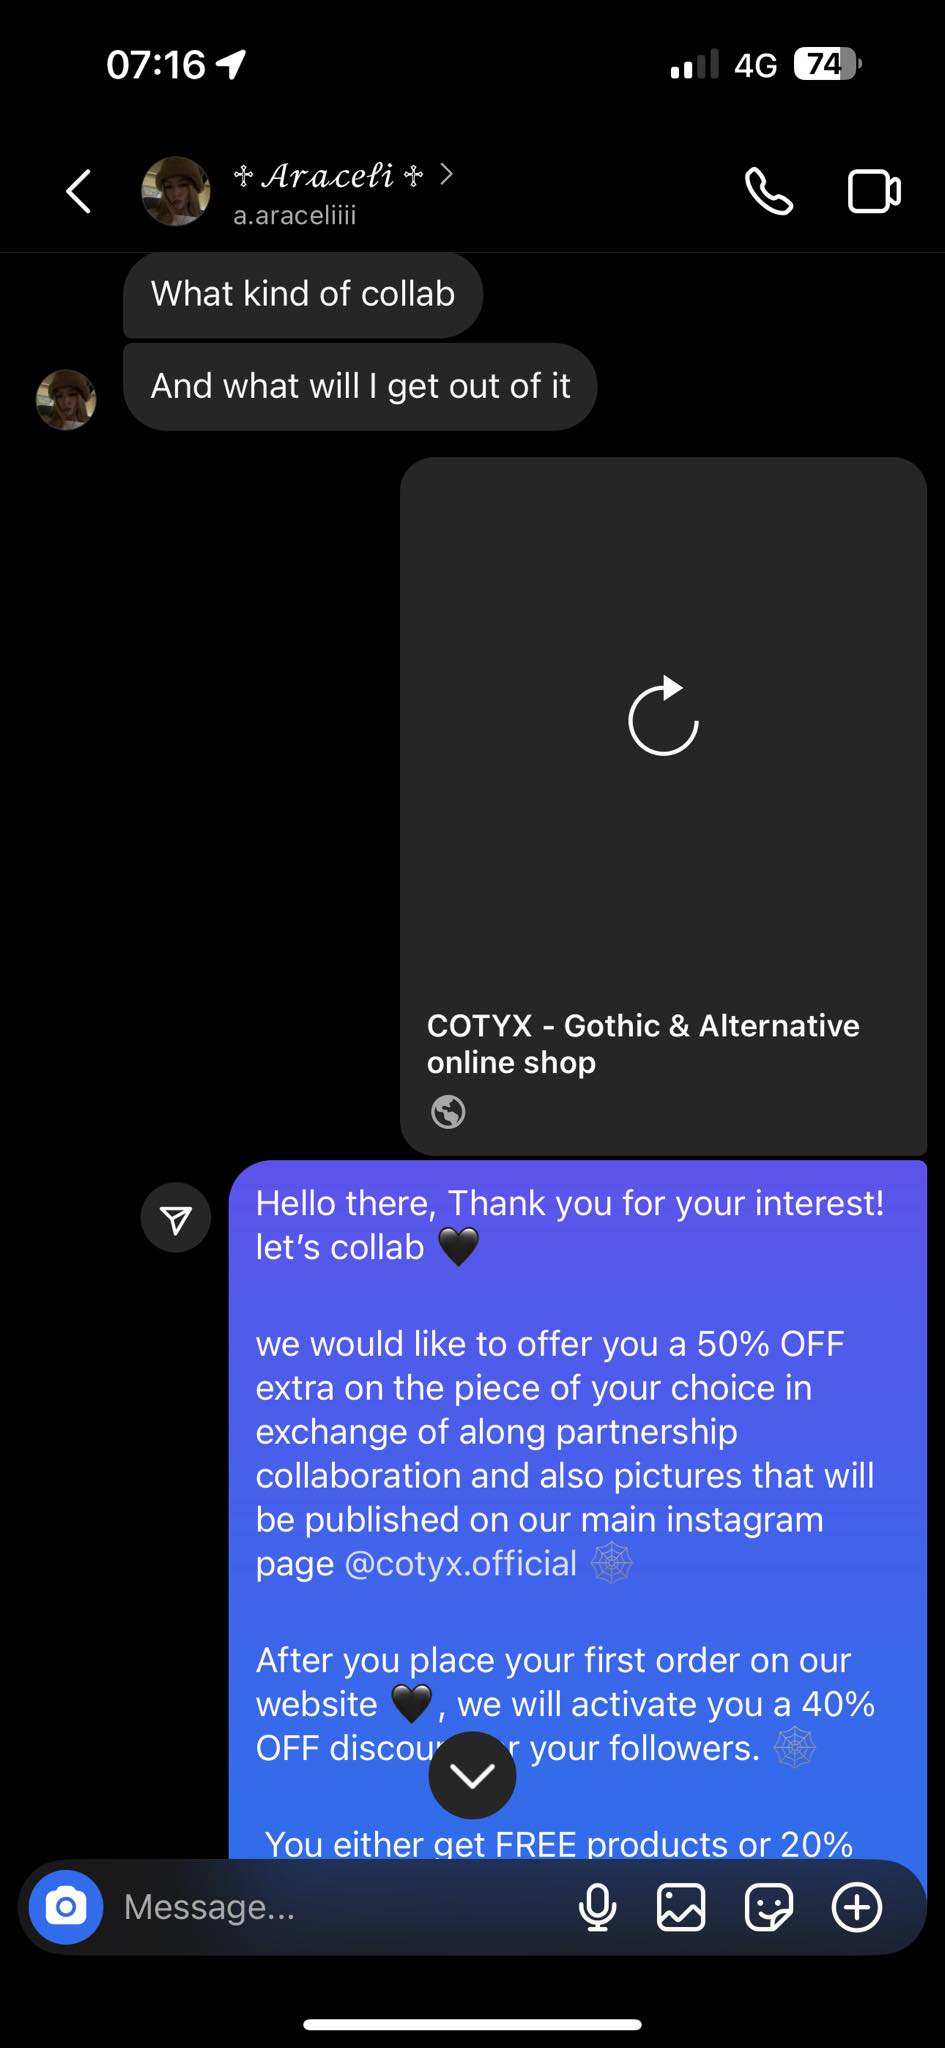 07:16
4G
74
♱ 𝓐𝓻𝓪𝓬𝓮𝓵𝓲 ♱
a.araceliiii
What kind of collab
And what will I get out of it
COTYX - Gothic & Alternative
online shop
Hello there, Thank you for your interest!
let’s collab 🖤
we would like to offer you a 50% OFF
extra on the piece of your choice in
exchange of along partnership
collaboration and also pictures that will
be published on our main instagram
page @cotyx.official 🕸
After you place your first order on our
website 🖤, we will activate you a 40%
OFF your followers. 🕸
You either get FREE products or 20%
Message...